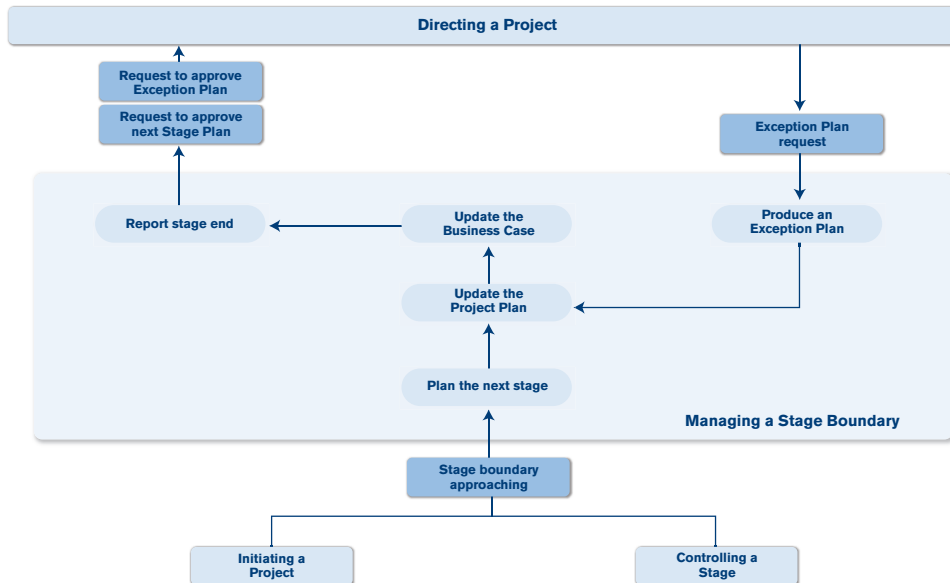 Directing a Project
Request to approve
Exception Plan
Request to approve
next Stage Plan
Exception Plan
request
Report stage end
Update the
Business Case
Produce an
Exception Plan
Update the
Project Plan
Plan the next stage
Managing a Stage Boundary
Stage boundary
approaching
Initiating a
Project
Controlling a
Stage